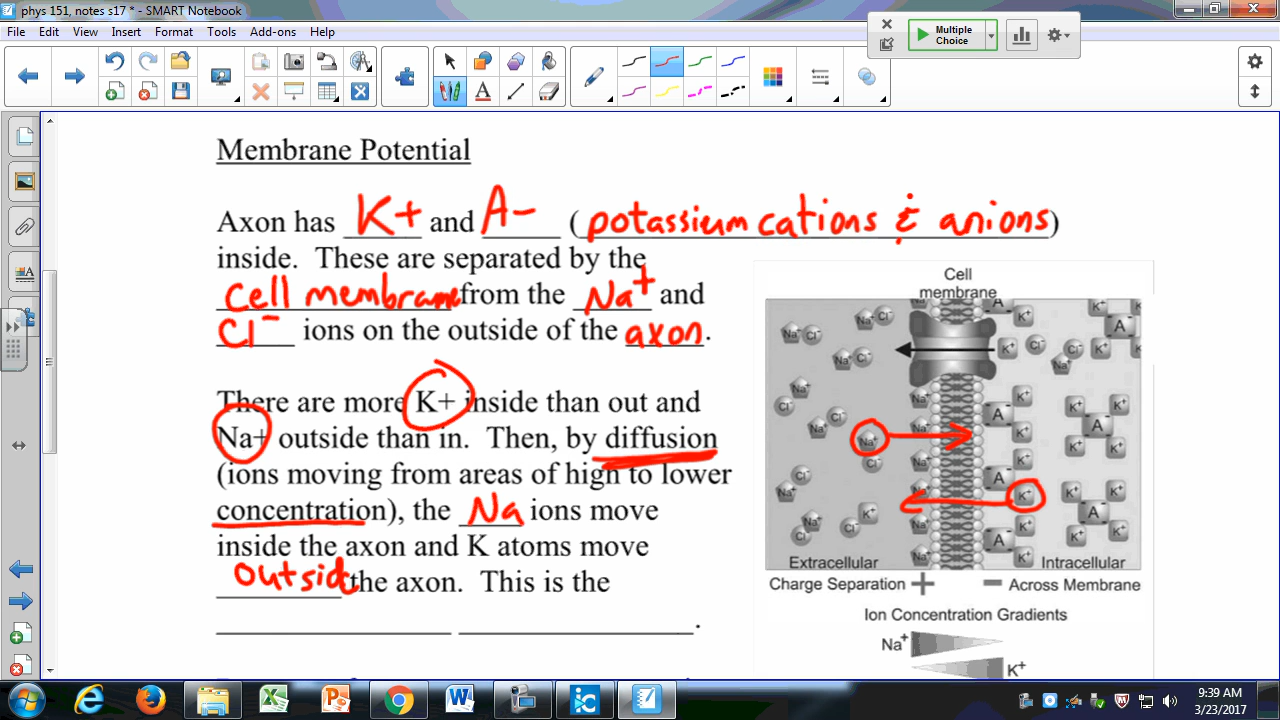 phys 151, notes s17 * - SMART Notebook
File Edit View Insert Format Tools Add-ons Help
Multiple
Choice
Membrane Potential
Axon has K+ and A- (potassium cations & anions)
inside. These are separated by the
cell membrane from the Na+ and
Cl- ions on the outside of the axon.
There are more K+ inside than out and
Na+ outside than in. Then, by diffusion
(ions moving from areas of high to lower
concentration), the Na ions move
inside the axon and K atoms move
outside the axon. This is the
.
Cell
membrane
Extracellular
Intracellular
Charge Separation + − Across Membrane
Ion Concentration Gradients
Na+
K+
9:39 AM
3/23/2017